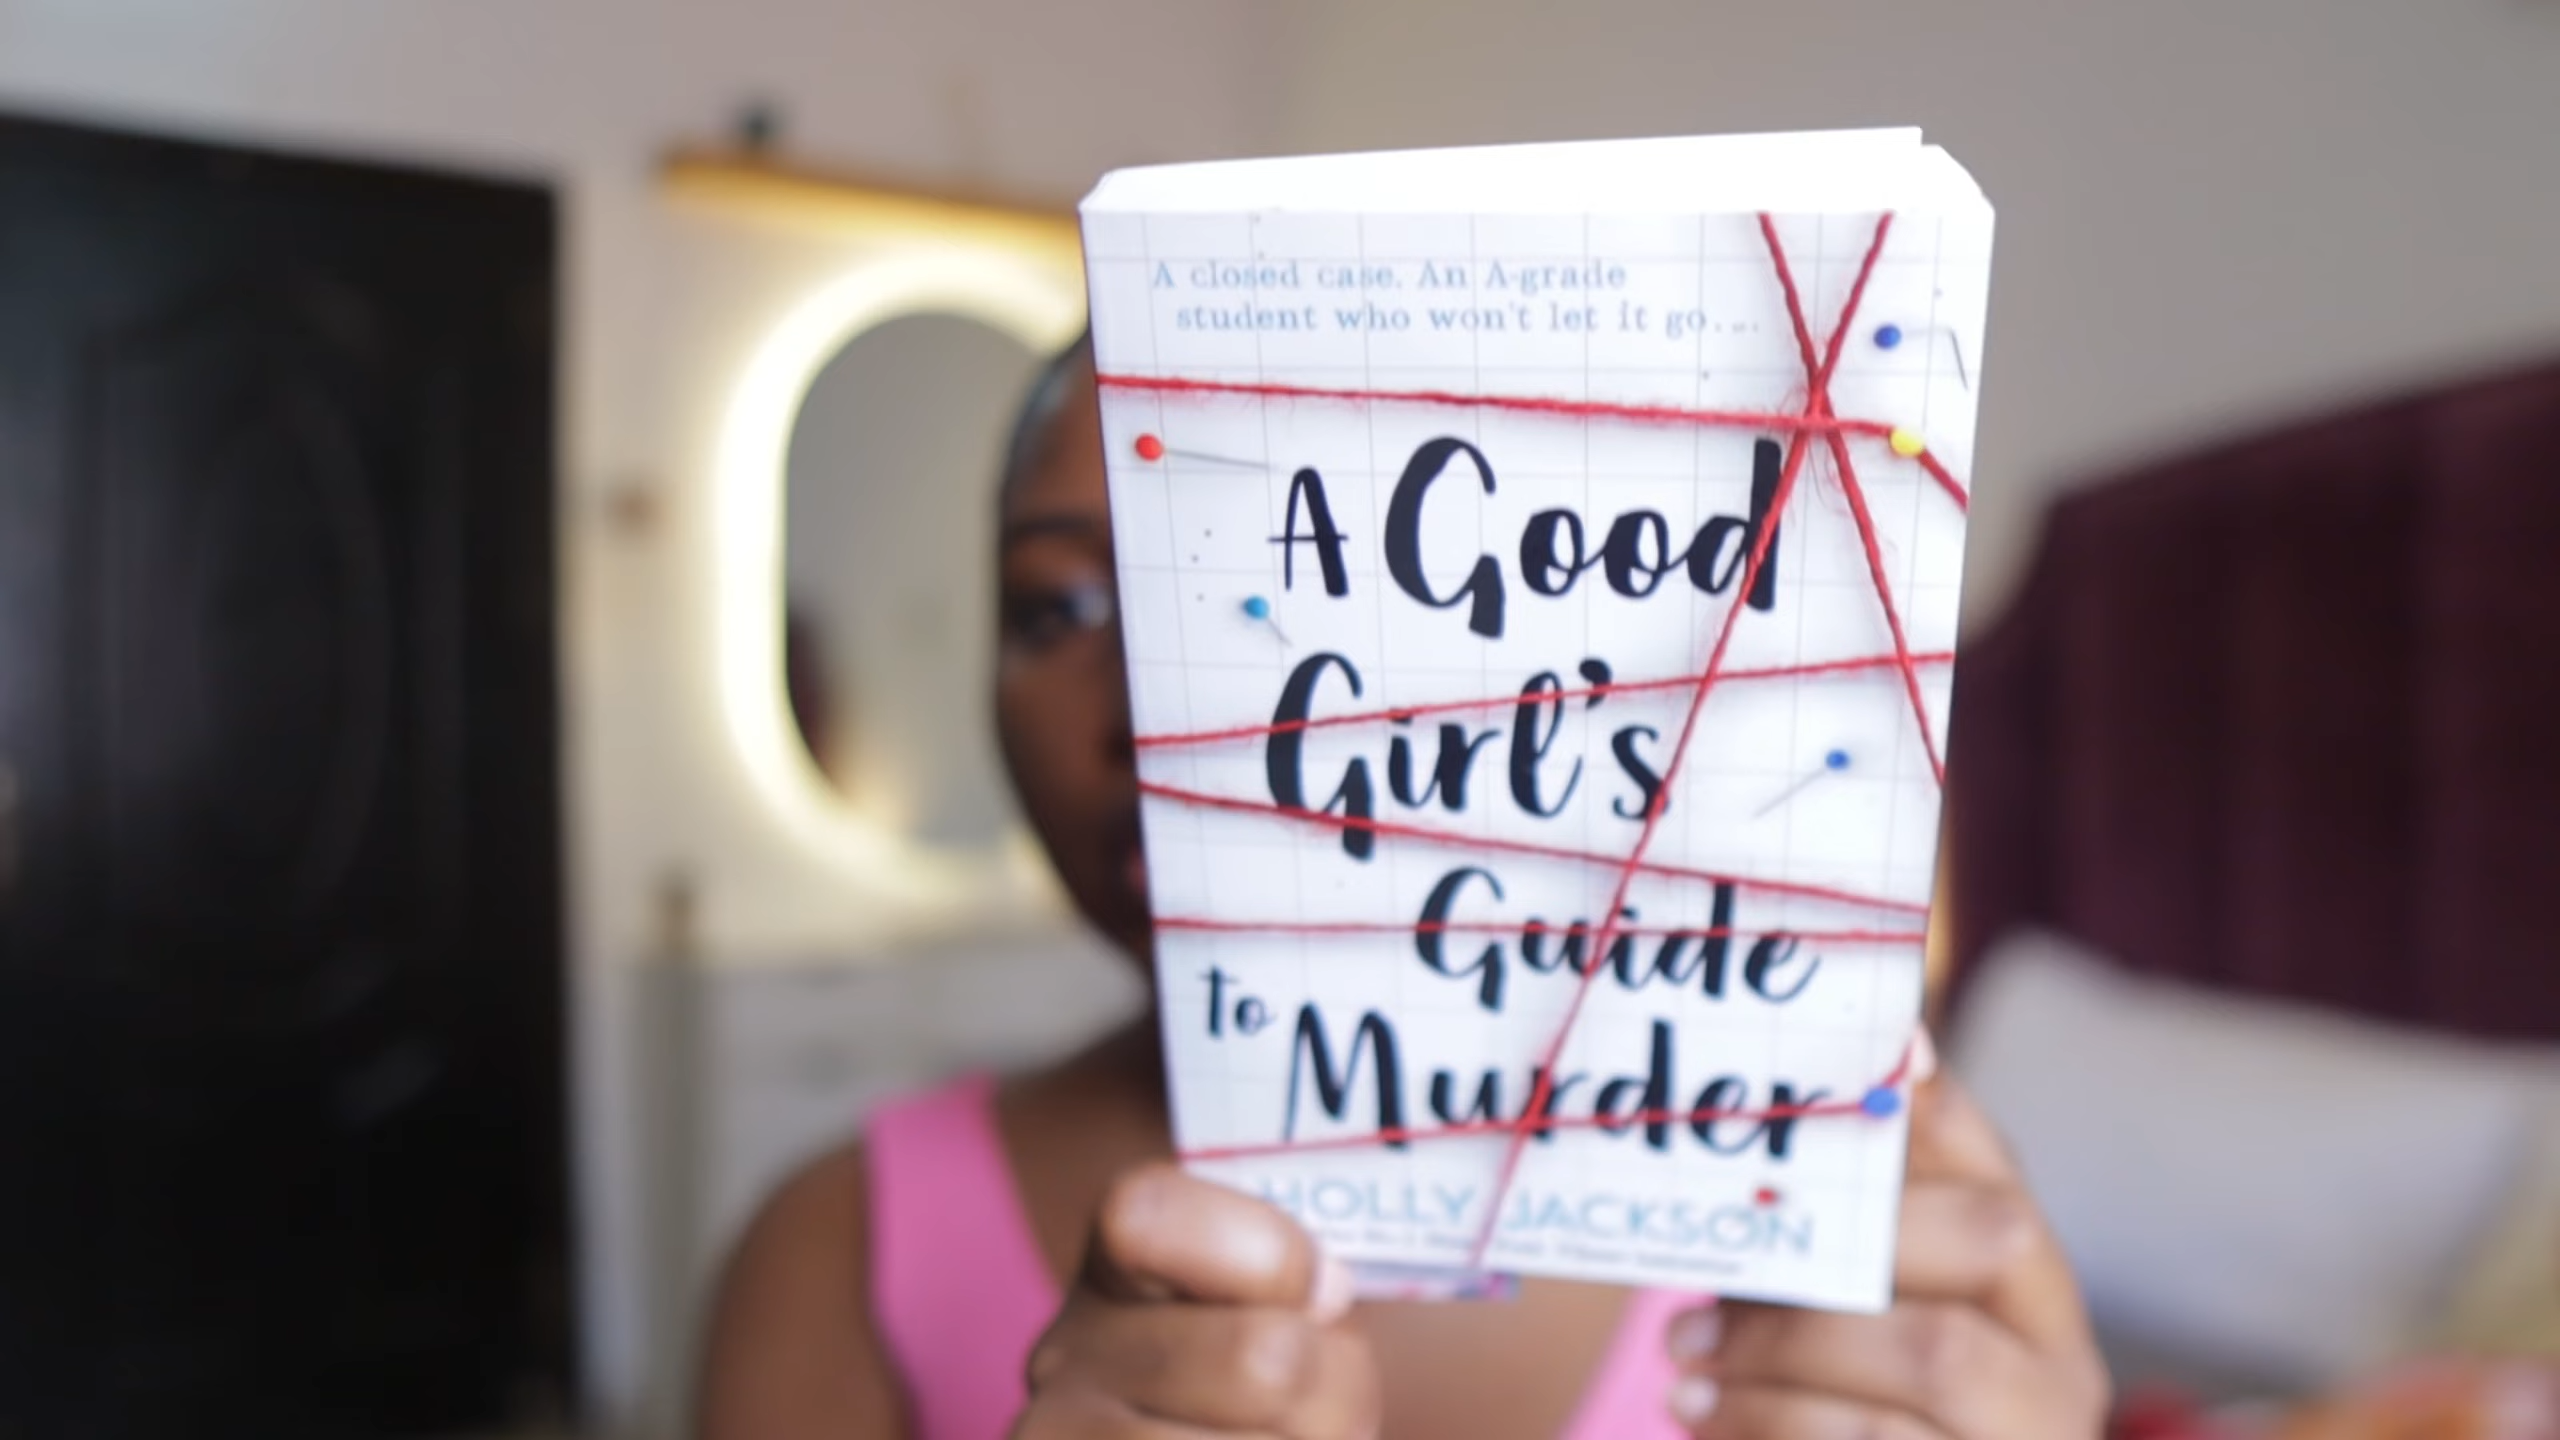 A closed case. An A-grade
student who won't let it go....
A Good
Girl's
Guide
to Murder
HOLLY JACKSON